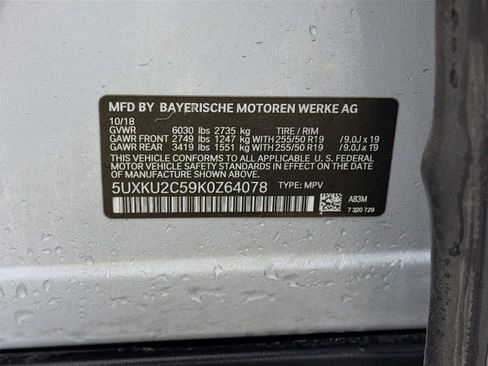 MFD BY BAYERISCHE MOTOREN WERKE AG
10/18
GVWR 6030 lbs 2735 kg TIRE / RIM
GAWR FRONT 2749 lbs 1247 kg WITH 255/50 R19 /9.0J x 19
GAWR REAR 3419 lbs 1551 kg WITH 255/50 R19 /9.0J x 19
THIS VEHICLE CONFORMS TO ALL APPLICABLE U. S. FEDERAL
MOTOR VEHICLE SAFETY STANDARDS IN EFFECT ON THE DATE
OF MANUFACTURE SHOWN ABOVE.
5UXKU2C59K0Z64078 TYPE: MPV
A83M
7 320 729